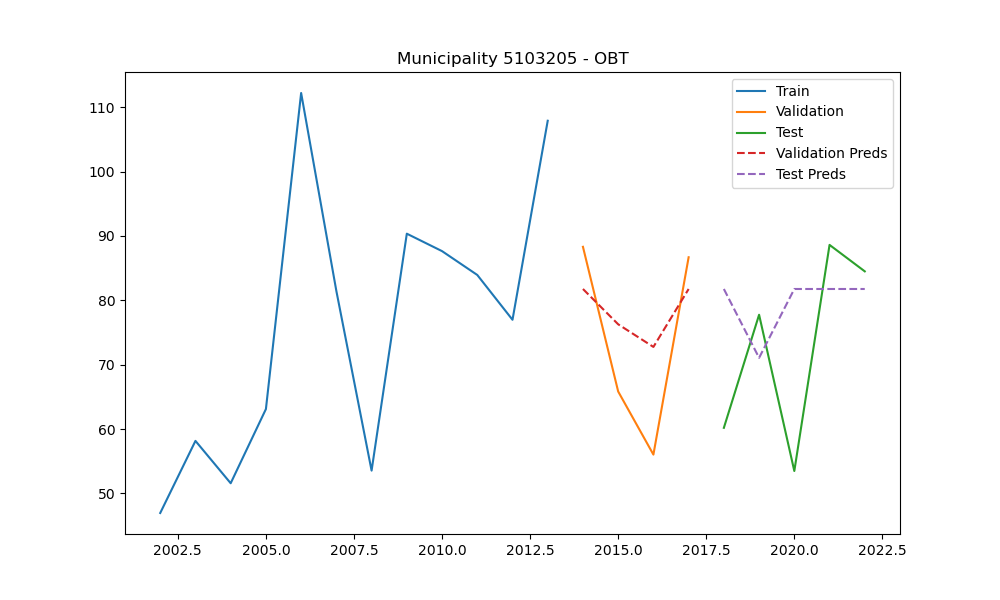 Municipality 5103205 - OBT
Train
Validation
Test
Validation Preds
Test Preds
110
100
90
80
70
60
50
2002.5 2005.0 2007.5 2010.0 2012.5 2015.0 2017.5 2020.0 2022.5